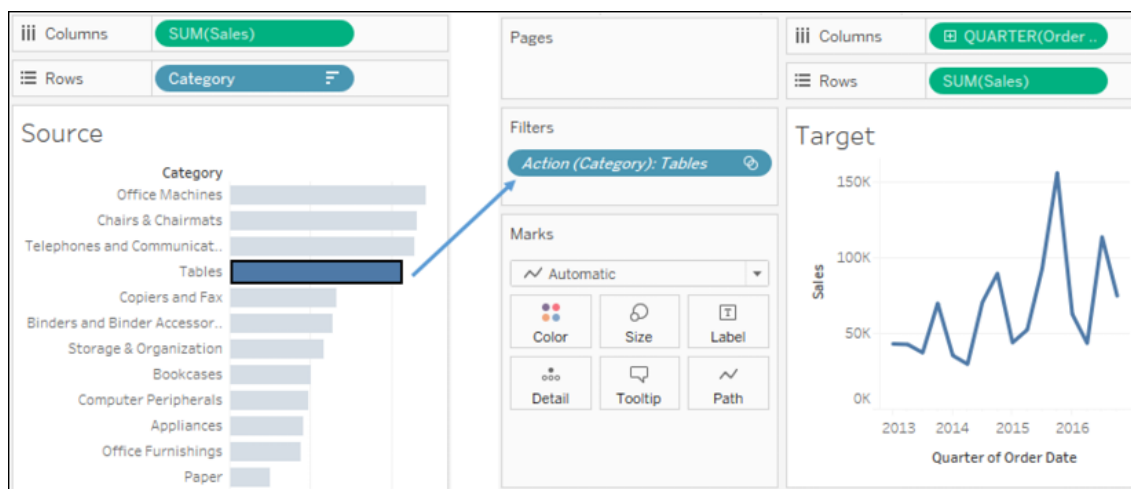 Columns SUM(Sales)
Rows Category
Source
Category
Office Machines
Chairs & Chairmats
Telephones and Communicat..
Tables
Copiers and Fax
Binders and Binder Accessor..
Storage & Organization
Bookcases
Computer Peripherals
Appliances
Office Furnishings
Paper
Pages
Filters
Action (Category): Tables
Marks
Automatic
Color Size Label
Detail Tooltip Path
Columns QUARTER(Order ..
Rows SUM(Sales)
Target
150K
100K
50K
0K
Sales
2013 2014 2015 2016
Quarter of Order Date